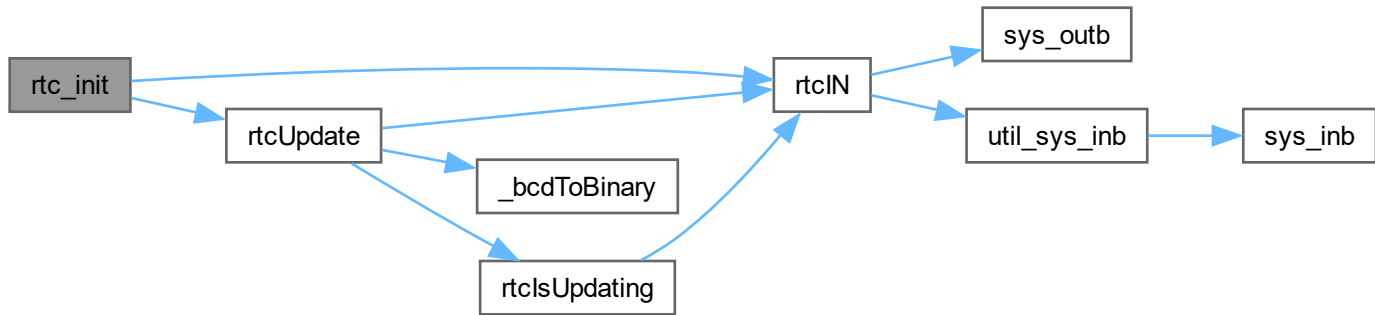 rtc_init
rtcUpdate
_bcdToBinary
rtcIsUpdating
rtcIN
sys_outb
util_sys_inb
sys_inb